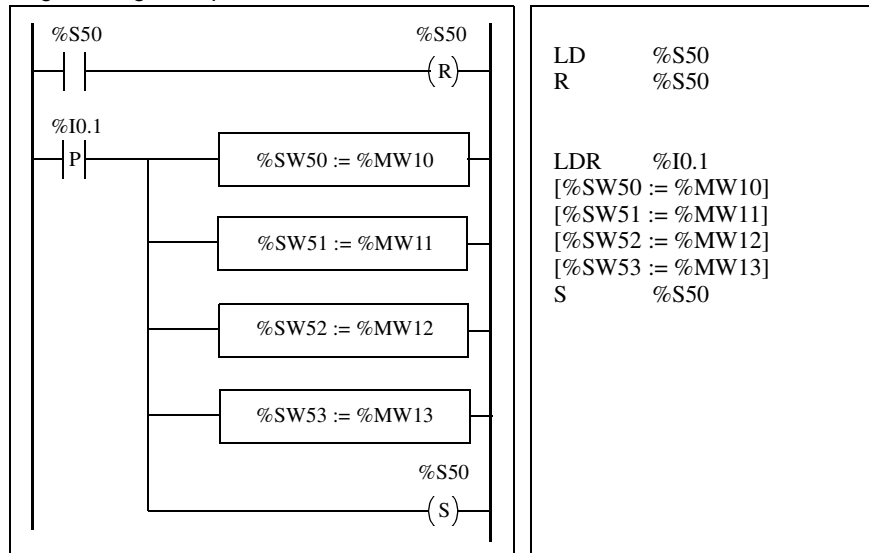 %S50 %S50
R
%I0.1
P
%SW50 := %MW10
%SW51 := %MW11
%SW52 := %MW12
%SW53 := %MW13
%S50
S
LD %S50
R %S50
LDR %I0.1
[%SW50 := %MW10]
[%SW51 := %MW11]
[%SW52 := %MW12]
[%SW53 := %MW13]
S %S50